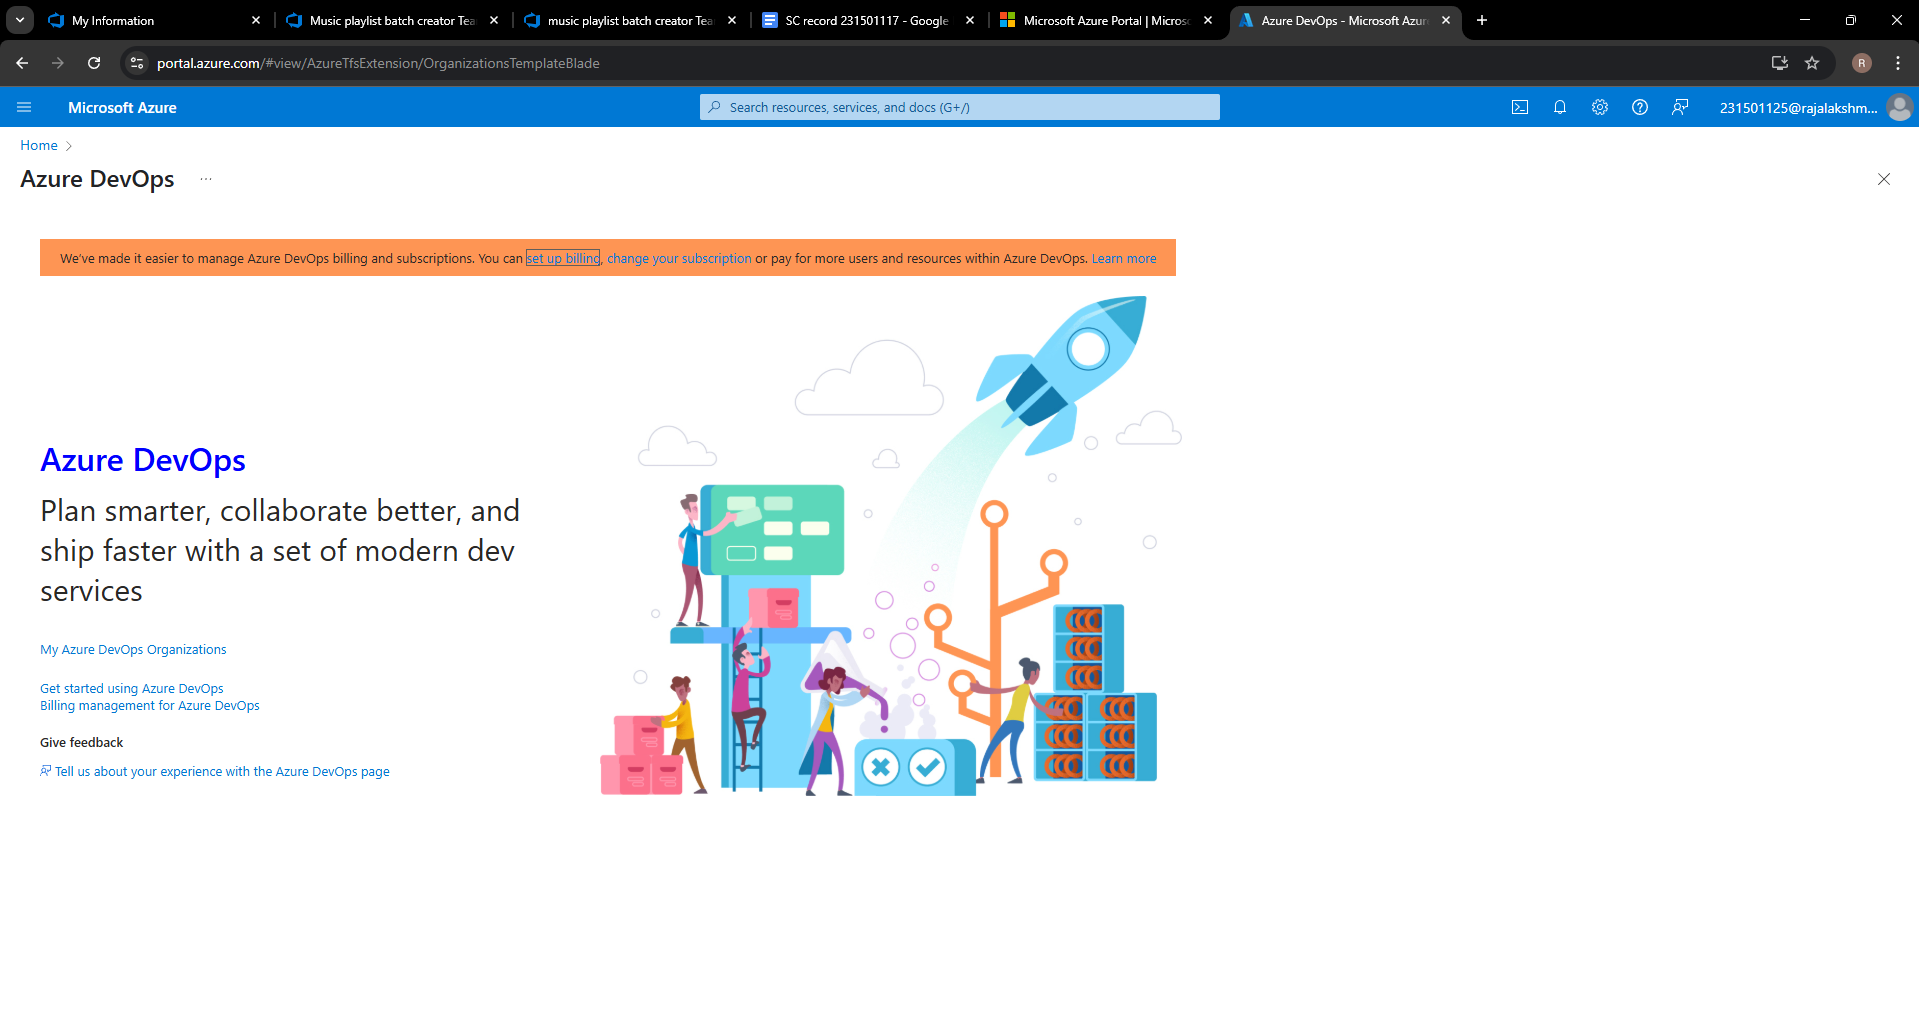 My Information
Music playlist batch creator Tea
music playlist batch creator Tea
SC record 231501117 - Google
Microsoft Azure Portal | Micros
Azure DevOps - Microsoft Azur
portal.azure.com/#view/AzureTfsExtension/OrganizationsTemplateBlade
R
Microsoft Azure
Search resources, services, and docs (G+/)
231501125@rajalakshm...
Home
Azure DevOps
...
We've made it easier to manage Azure DevOps billing and subscriptions. You can set up billing, change your subscription or pay for more users and resources within Azure DevOps. Learn more
Azure DevOps
Plan smarter, collaborate better, and
ship faster with a set of modern dev
services
My Azure DevOps Organizations
Get started using Azure DevOps
Billing management for Azure DevOps
Give feedback
Tell us about your experience with the Azure DevOps page